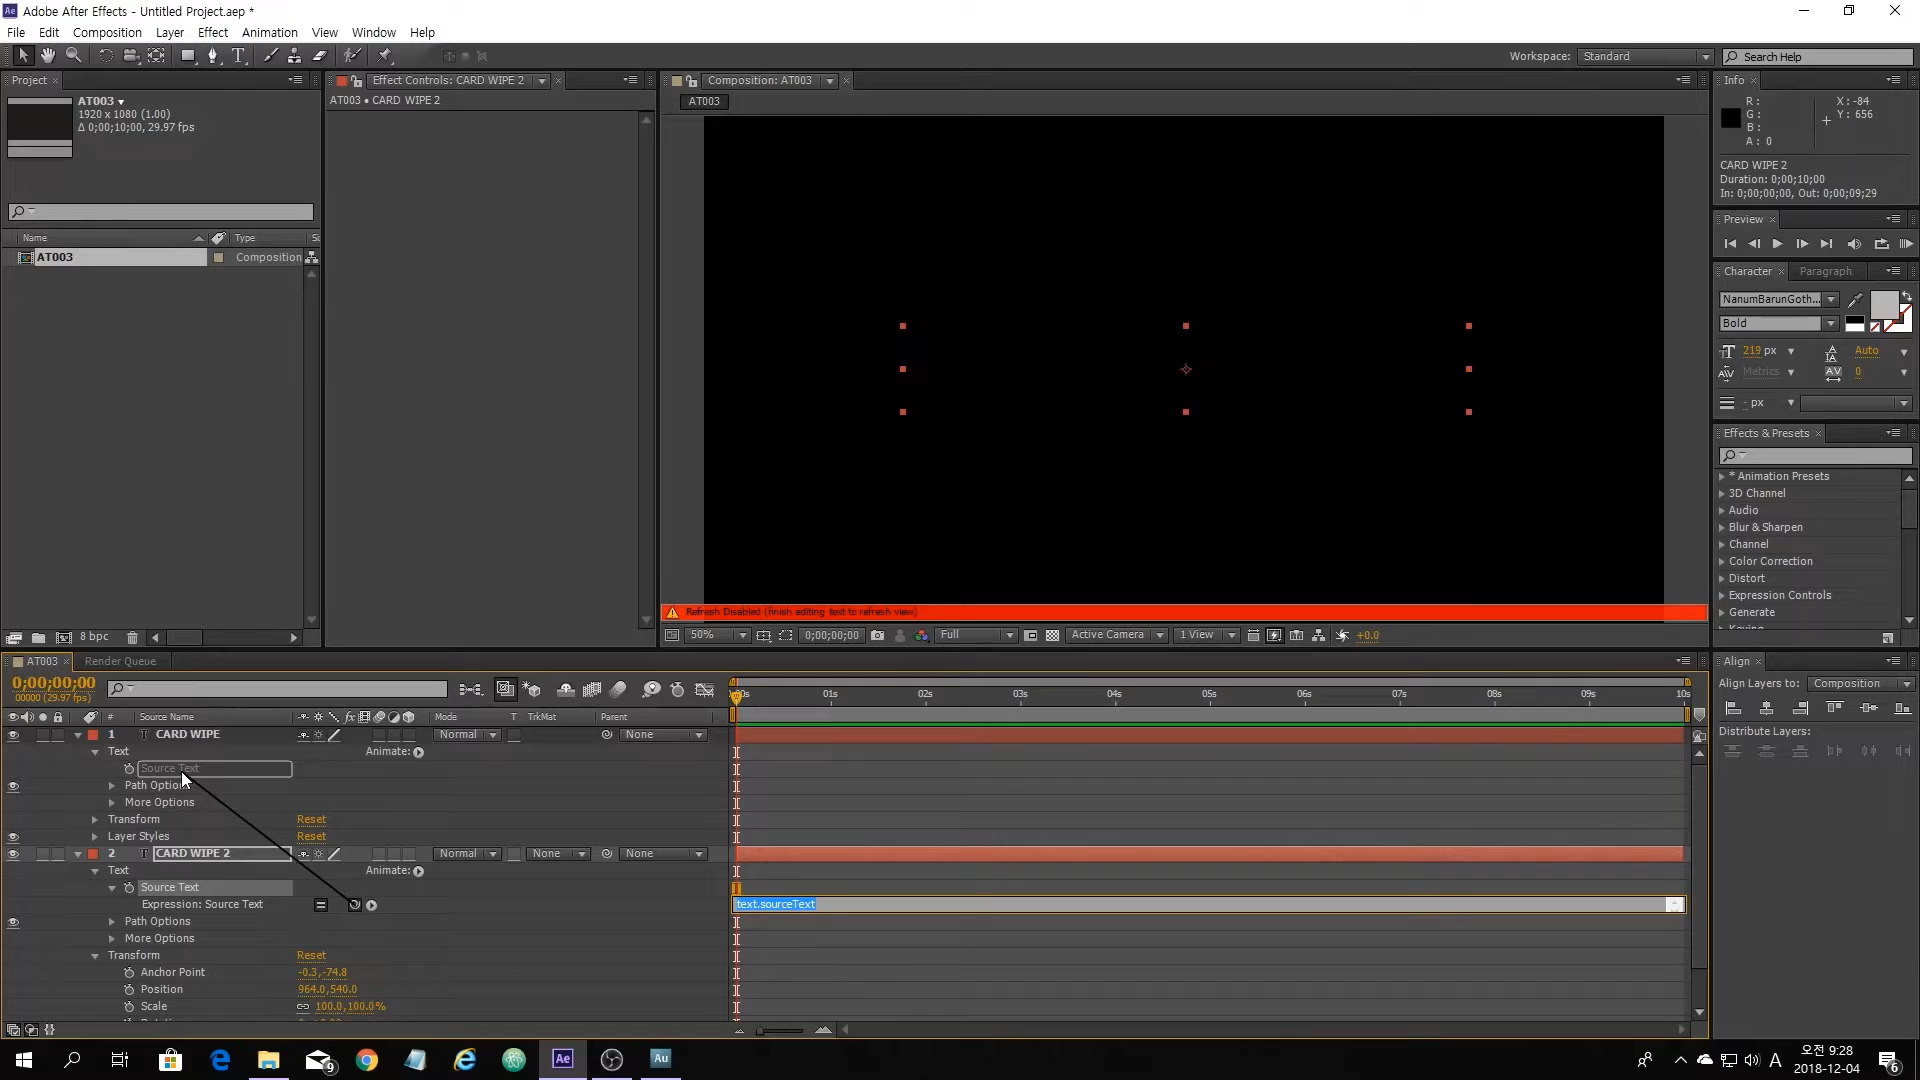 Adobe After Effects - Untitled Project.aep *
File Edit Composition Layer Effect Animation View Window Help
Workspace: Standard Search Help
Project
AT003
1920 x 1080 (1.00)
Δ 0;00;10;00, 29.97 fps
Name Type
AT003 Composition
8 bpc
Effect Controls: CARD WIPE 2
AT003 • CARD WIPE 2
Composition: AT003
AT003
Refresh Disabled (finish editing text to refresh view)
50% 0;00;00;00 Full Active Camera 1 View +0.0
Info
R: X: -84
G: Y: 656
B:
A: 0
CARD WIPE 2
Duration: 0;00;10;00
In: 0;00;00;00, Out: 0;00;09;29
Preview
Character Paragraph
NanumBarunGoth...
Bold
219 px Auto
Metrics 0
- px
Effects & Presets
* Animation Presets
3D Channel
Audio
Blur & Sharpen
Channel
Color Correction
Distort
Expression Controls
Generate
AT003 Render Queue
0;00;00;00
00000 (29.97 fps)
01s 02s 03s 04s 05s 06s 07s 08s 09s 10s
# Source Name Mode T TrkMat Parent
1 T CARD WIPE Normal None
Text Animate:
Source Text
Path Options
More Options
Transform Reset
Layer Styles Reset
2 T CARD WIPE 2 Normal None None
Text Animate:
Source Text
Expression: Source Text text.sourceText
Path Options
More Options
Transform Reset
Anchor Point -0.3,-74.8
Position 964.0,540.0
Scale 100.0,100.0%
Align
Align Layers to: Composition
Distribute Layers:
9 Ae Au
A 오전 9:28
2018-12-04 6